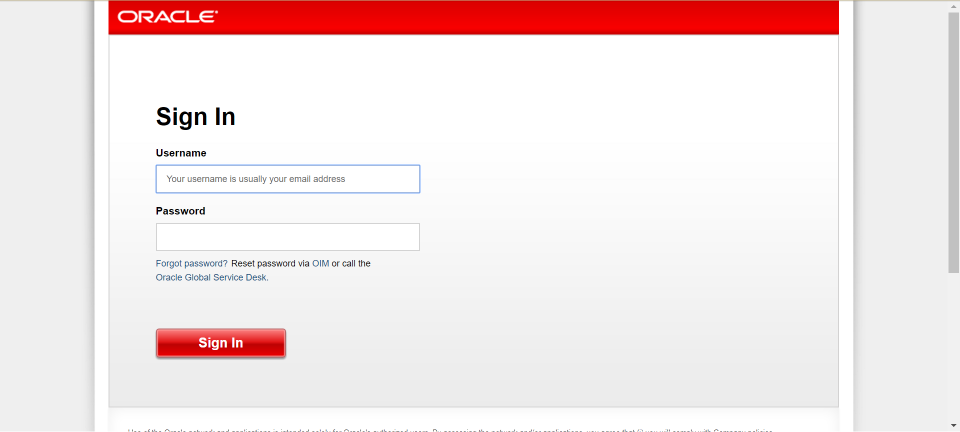 ORACLE®
Sign In
Username
Your username is usually your email address
Password
Forgot password? Reset password via OIM or call the
Oracle Global Service Desk.
Sign In